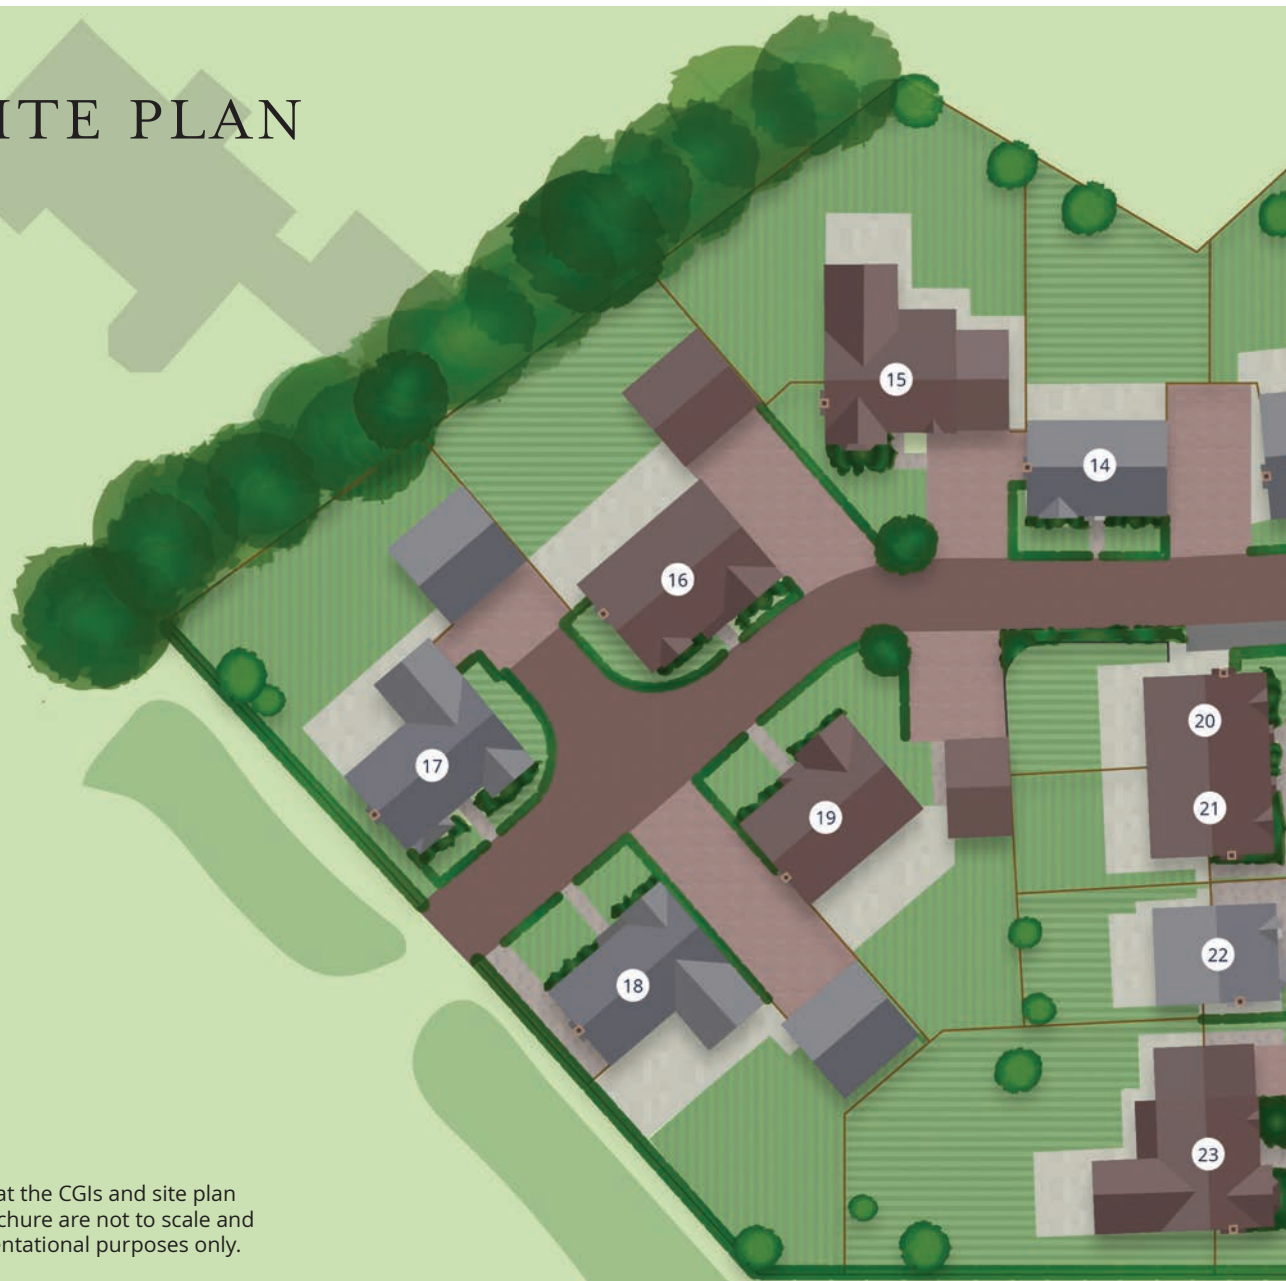 ITE PLAN
15
14
16
17
20
21
19
22
18
23
at the CGIs and site plan
chure are not to scale and
entational purposes only.